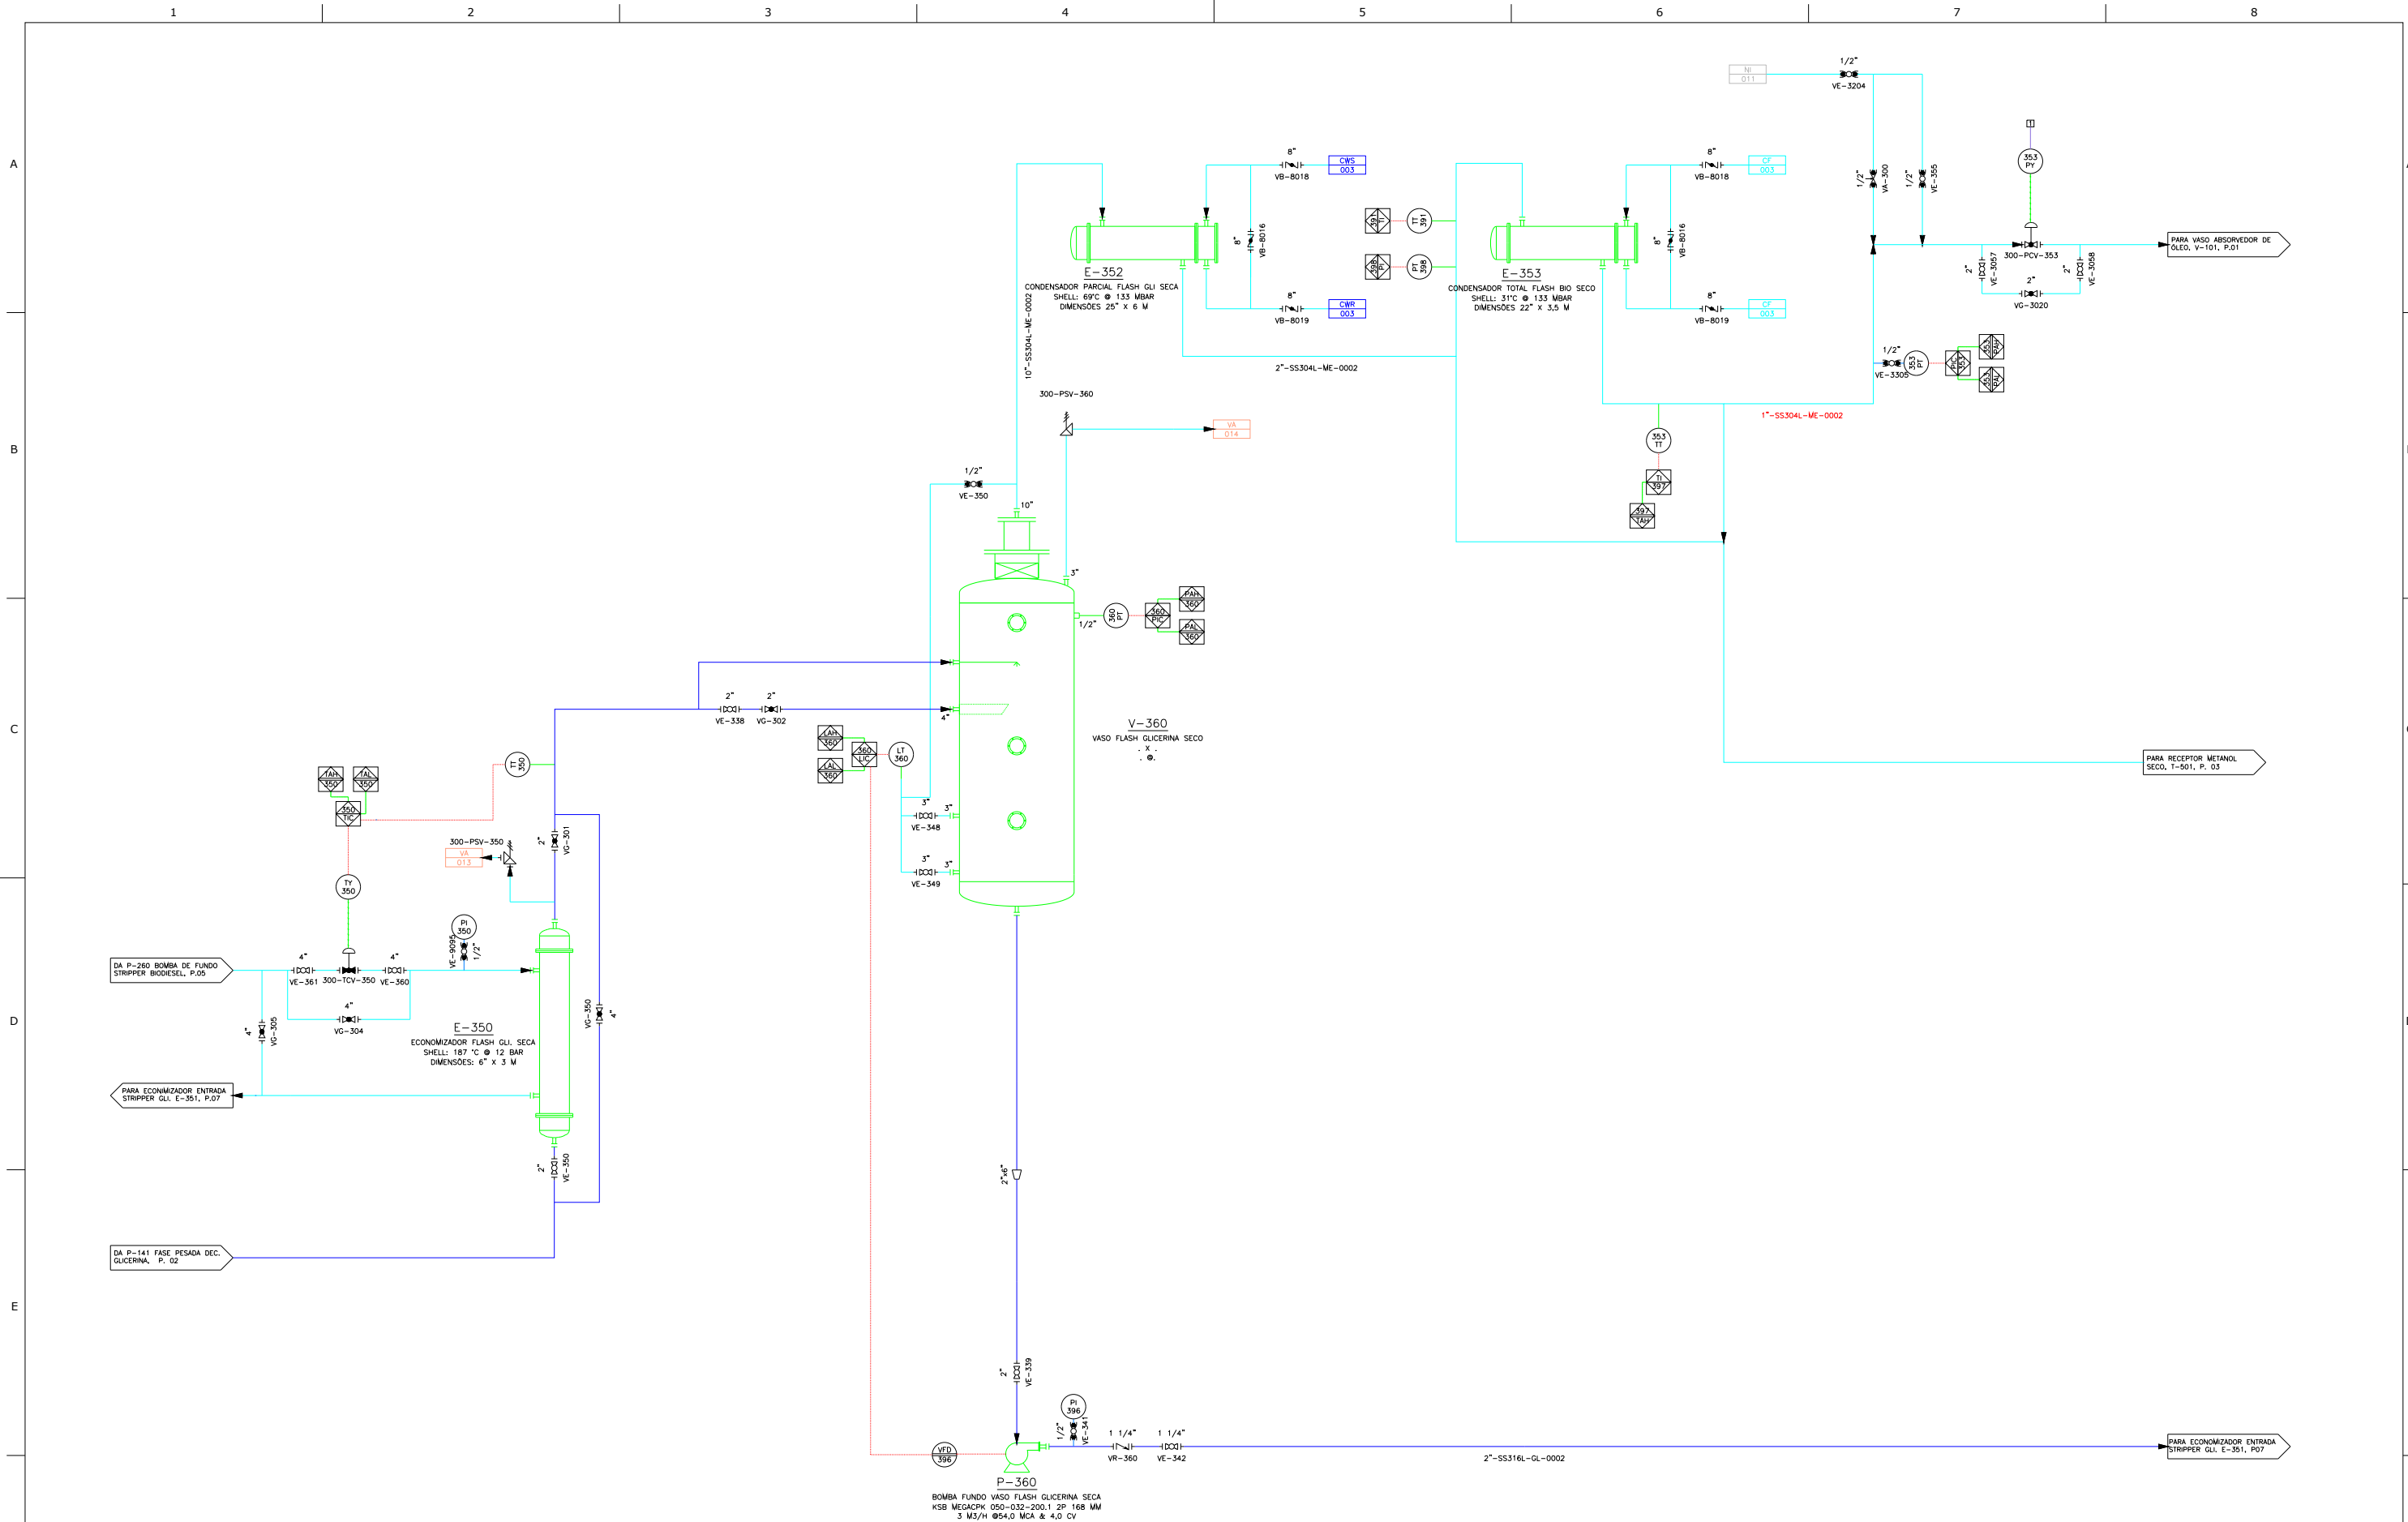 1 2 3 4 5 6 7 8
A
B
C
D
E
NI
011
1/2"
VE-3204
1/2"
VA-300
1/2"
VE-355
353
PY
300-PCV-353
2"
VE-3057
2"
VE-3058
2"
VG-3020
PARA VASO ABSORVEDOR DE
ÓLEO, V-101, P.01
8"
VB-8018
CWS
003
8"
VB-8016
8"
VB-8019
CWR
003
E-352
CONDENSADOR PARCIAL FLASH GLI SECA
SHELL: 69°C @ 133 MBAR
DIMENSÕES 25" X 6 M
10"-SS304L-ME-0002
2"-SS304L-ME-0002
391
TI
TT
391
398
PI
PT
398
8"
VB-8018
CF
003
8"
VB-8016
8"
VB-8019
CF
003
E-353
CONDENSADOR TOTAL FLASH BIO SECO
SHELL: 31°C @ 133 MBAR
DIMENSÕES 22" X 3,5 M
1/2"
VE-3305
353
PT
PIC
353
353
PAH
353
PAL
1"-SS304L-ME-0002
353
TT
TI
397
397
TAH
300-PSV-360
VA
014
1/2"
VE-350
10"
3"
1/2"
360
PT
360
PIC
PAH
360
PAL
360
2"
VE-338
2"
VG-302
4"
V-360
VASO FLASH GLICERINA SECO
. X .
. @.
LAH
360
LAL
360
360
LIC
LT
360
3"
VE-348
3"
3"
VE-349
3"
PARA RECEPTOR METANOL
SECO, T-501, P. 03
TAH
350
TAL
350
350
TIC
TT
350
300-PSV-350
VA
013
2"
VG-301
TY
350
PI
350
VE-9095
1/2"
DA P-260 BOMBA DE FUNDO
STRIPPER BIODIESEL, P.05
4"
VE-361
300-TCV-350
4"
VE-360
4"
VG-304
4"
VG-305
VG-350
4"
E-350
ECONOMIZADOR FLASH GLI. SECA
SHELL: 187 °C @ 12 BAR
DIMENSÕES: 6" X 3 M
PARA ECONIMIZADOR ENTRADA
STRIPPER GLI. E-351, P.07
2"
VE-350
2"x6"
DA P-141 FASE PESADA DEC.
GLICERINA, P. 02
2"
VE-339
PI
396
1/2"
VE-341
1 1/4"
VR-360
1 1/4"
VE-342
VFD
396
2"-SS316L-GL-0002
PARA ECONOMIZADOR ENTRADA
STRIPPER GLI. E-351, P07
P-360
BOMBA FUNDO VASO FLASH GLICERINA SECA
KSB MEGACPK 050-032-200.1 2P 168 MM
3 M3/H @54,0 MCA & 4,0 CV